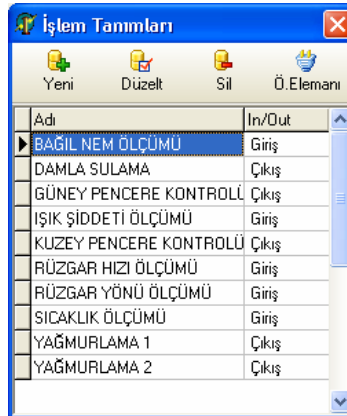 İşlem Tanımları
Yeni Düzelt Sil Ö.Elemanı
Adı In/Out
BAĞIL NEM ÖLÇÜMÜ Giriş
DAMLA SULAMA Çıkış
GÜNEY PENCERE KONTROLÜ Çıkış
IŞIK ŞİDDETİ ÖLÇÜMÜ Giriş
KUZEY PENCERE KONTROLÜ Çıkış
RÜZGAR HIZI ÖLÇÜMÜ Giriş
RÜZGAR YÖNÜ ÖLÇÜMÜ Giriş
SICAKLIK ÖLÇÜMÜ Giriş
YAĞMURLAMA 1 Çıkış
YAĞMURLAMA 2 Çıkış